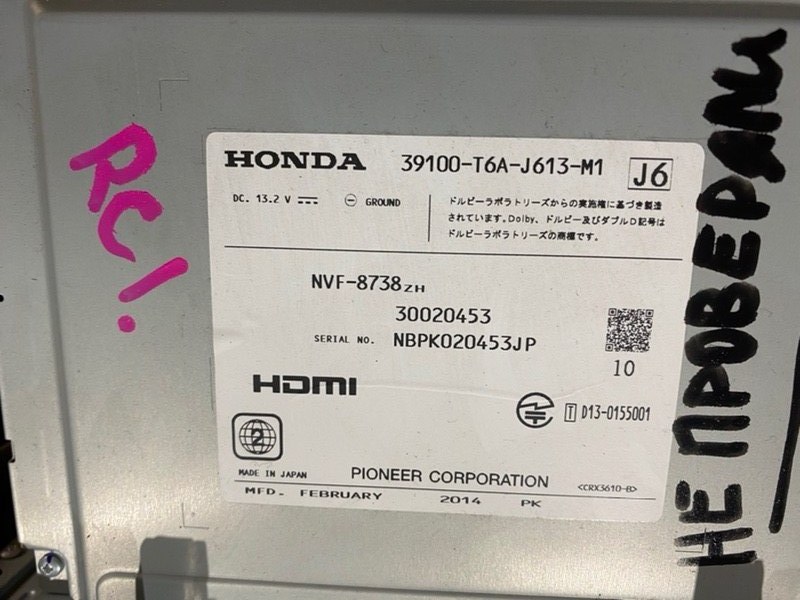 RC!
HONDA 39100-T6A-J613-M1 J6
DC. 13.2 V GROUND
ドルビーラボラトリーズからの実施権に基づき製造
されています。Dolby、ドルビー及びダブルD記号は
ドルビーラボラトリーズの商標です。
NVF-8738ZH
30020453
SERIAL NO. NBPK020453JP
10
HDMI
T D13-0155001
2
MADE IN JAPAN PIONEER CORPORATION <CRX3610-B>
MFD. FEBRUARY 2014 PK
НЕ ПРОВЕРЯЛИ